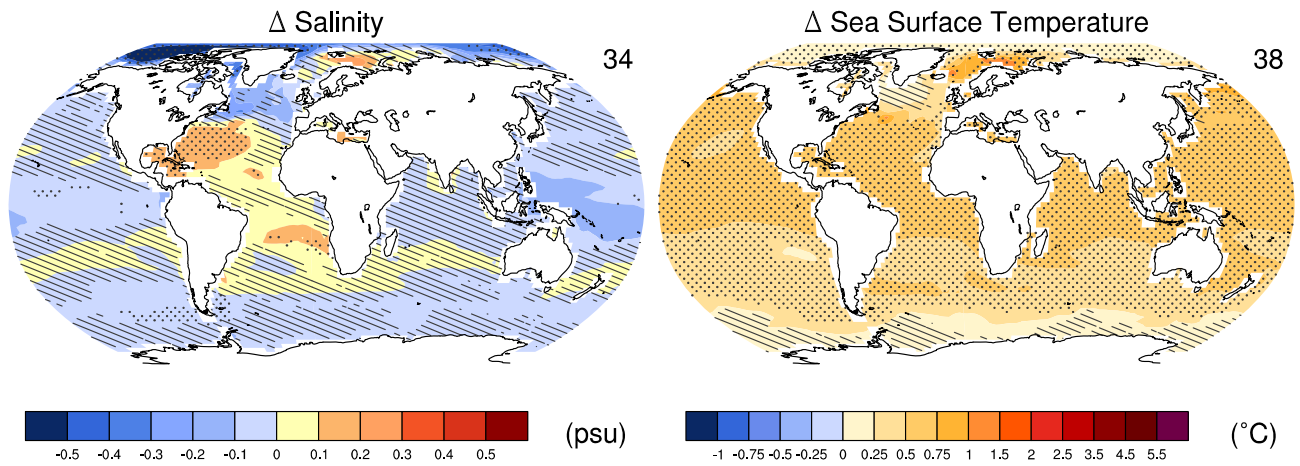 Δ Salinity
34
-0.5 -0.4 -0.3 -0.2 -0.1 0 0.1 0.2 0.3 0.4 0.5
(psu)
Δ Sea Surface Temperature
38
-1 -0.75 -0.5 -0.25 0 0.25 0.5 0.75 1 1.5 2 2.5 3.5 4.5 5.5
(˚C)